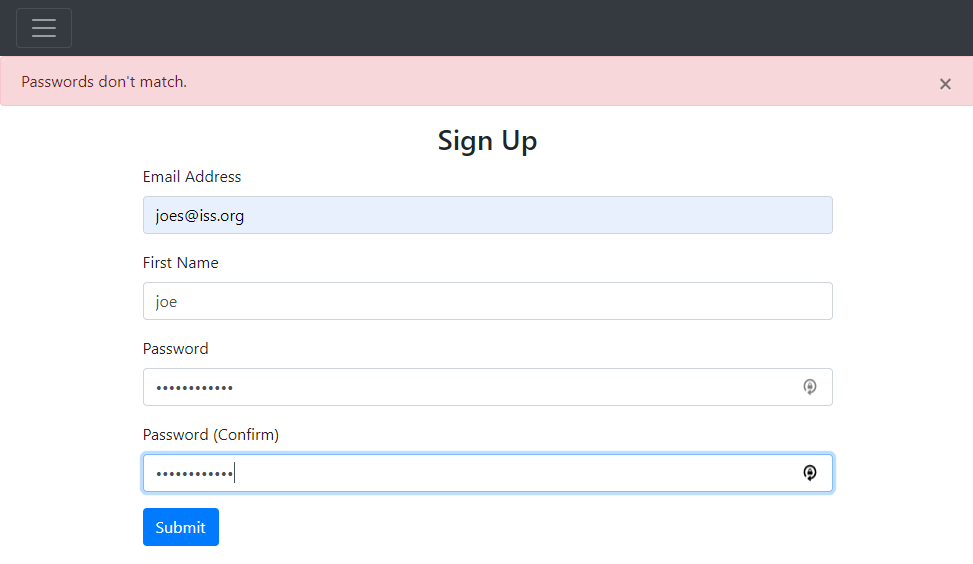 Passwords don't match.
×
Sign Up
Email Address
joes@iss.org
First Name
joe
Password
••••••••••••
Password (Confirm)
••••••••••••
Submit